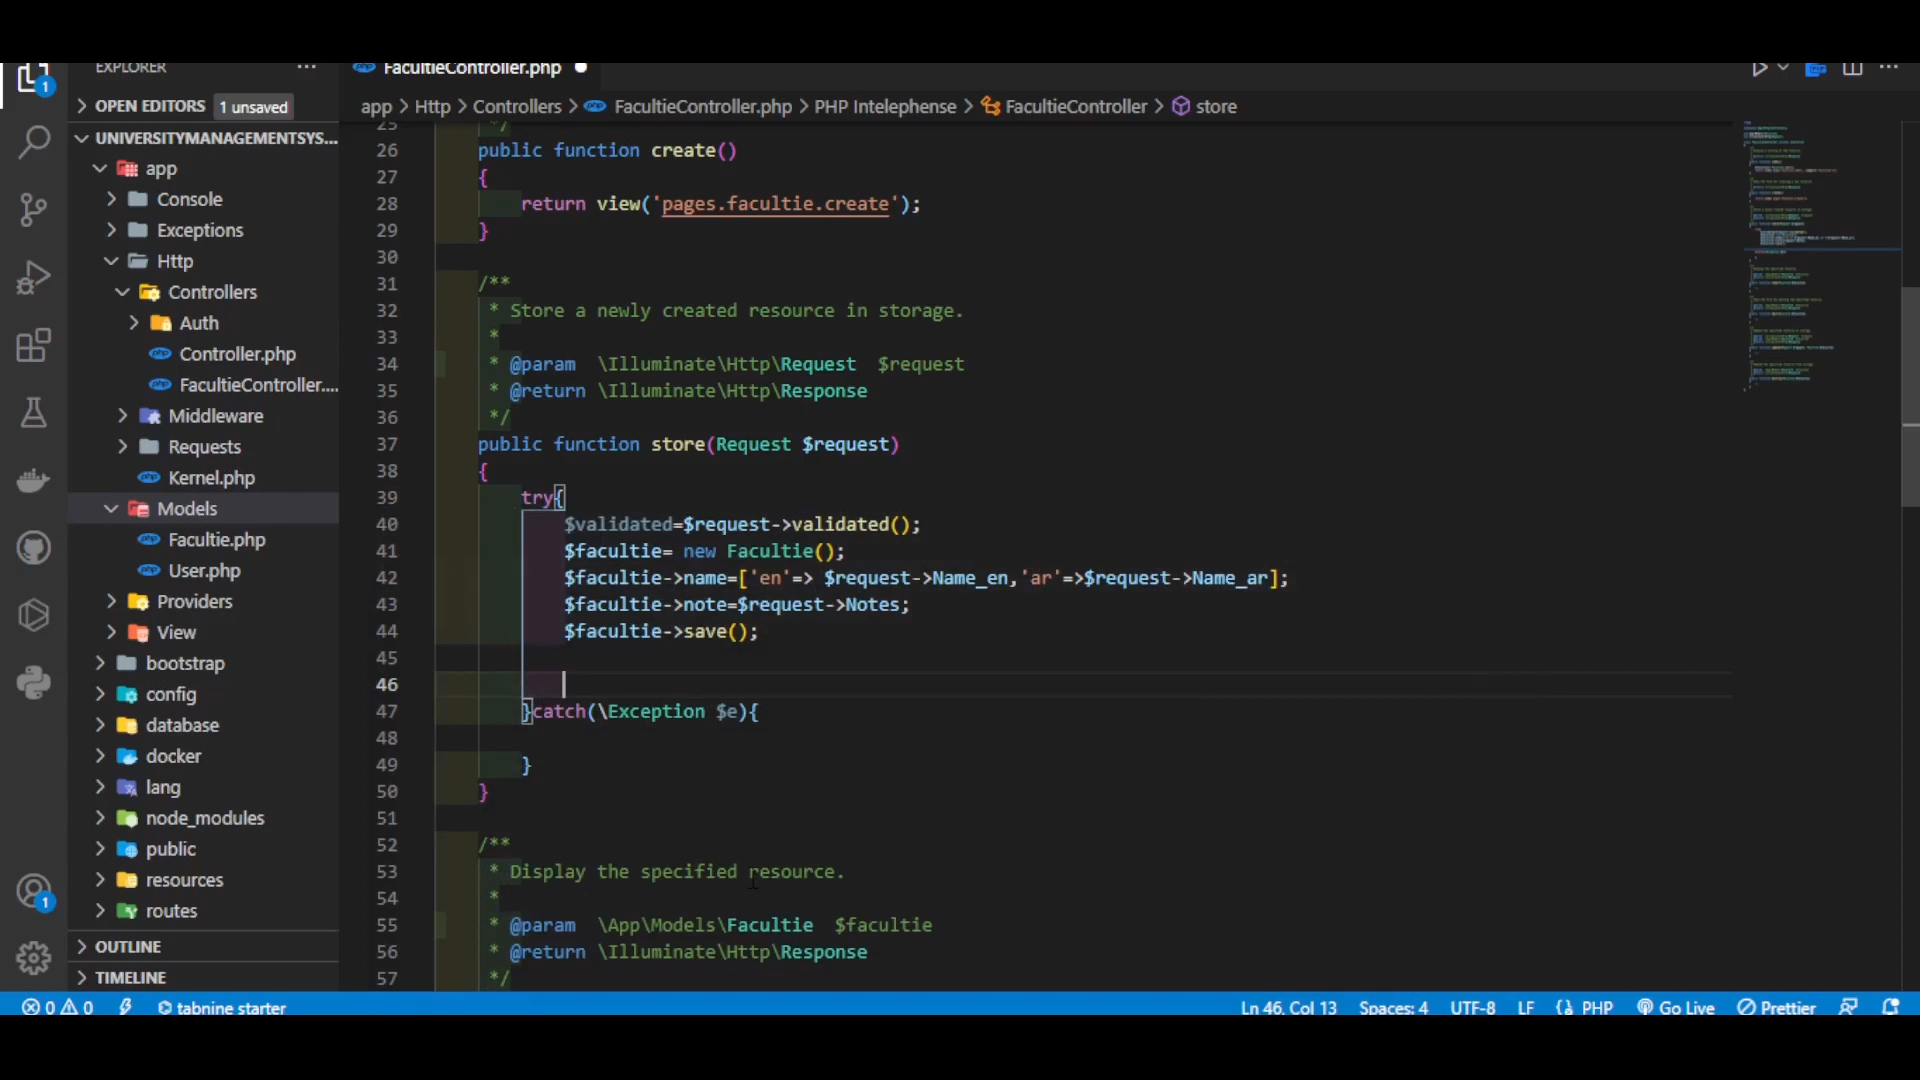 EXPLORER
FacultieController.php
OPEN EDITORS 1 unsaved
app > Http > Controllers > FacultieController.php > PHP Intelephense > FacultieController > store
UNIVERSITYMANAGEMENTSYS...
app
Console
Exceptions
Http
Controllers
Auth
Controller.php
FacultieController....
Middleware
Requests
Kernel.php
Models
Facultie.php
User.php
Providers
View
bootstrap
config
database
docker
lang
node_modules
public
resources
routes
OUTLINE
TIMELINE
25 */
26 public function create()
27 {
28 return view('pages.facultie.create');
29 }
30
31 /**
32 * Store a newly created resource in storage.
33 *
34 * @param \Illuminate\Http\Request $request
35 * @return \Illuminate\Http\Response
36 */
37 public function store(Request $request)
38 {
39 try{
40 $validated=$request->validated();
41 $facultie= new Facultie();
42 $facultie->name=['en'=> $request->Name_en,'ar'=>$request->Name_ar];
43 $facultie->note=$request->Notes;
44 $facultie->save();
45
46
47 }catch(\Exception $e){
48
49 }
50 }
51
52 /**
53 * Display the specified resource.
54 *
55 * @param \App\Models\Facultie $facultie
56 * @return \Illuminate\Http\Response
57 */
1
1
0 0 tabnine starter
Ln 46, Col 13 Spaces: 4 UTF-8 LF {} PHP Go Live Prettier